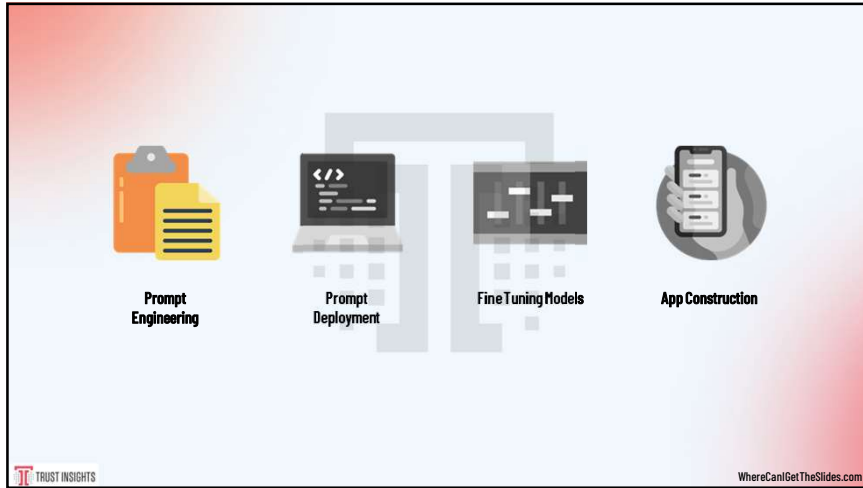 </>
Prompt
Engineering
Prompt
Deployment
Fine Tuning Models
App Construction
TRUST INSIGHTS
WhereCanIGetTheSlides.com